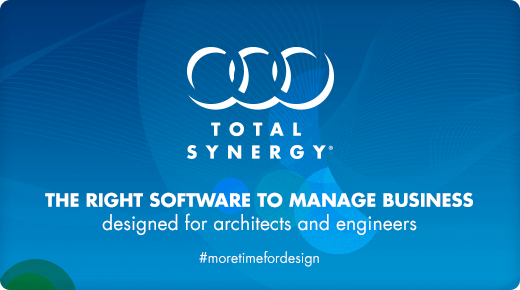 TOTAL
SYNERGY®
THE RIGHT SOFTWARE TO MANAGE BUSINESS
designed for architects and engineers
#moretimefordesign